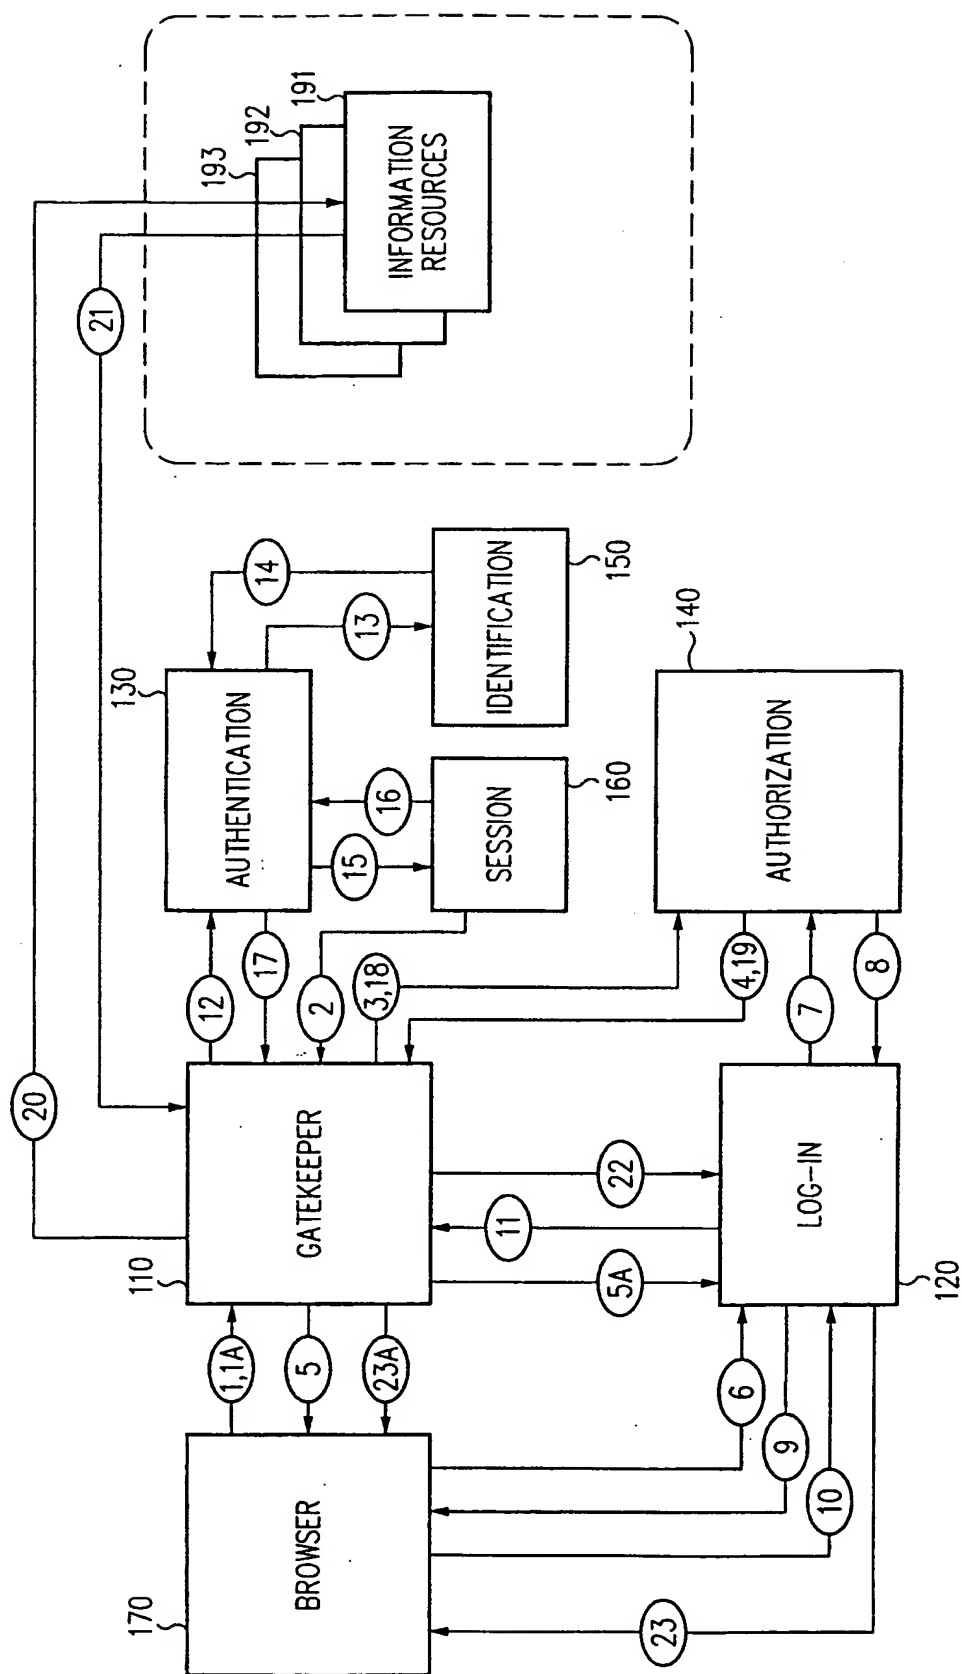 170
BROWSER
1,1A
5
23A
6
9
10
23
110
GATEKEEPER
20
21
12
17
2
3,18
4,19
5A
11
22
LOG-IN
120
7
8
130
AUTHENTICATION
15
16
SESSION
160
13
14
IDENTIFICATION
150
140
AUTHORIZATION
193
192
191
INFORMATION
RESOURCES